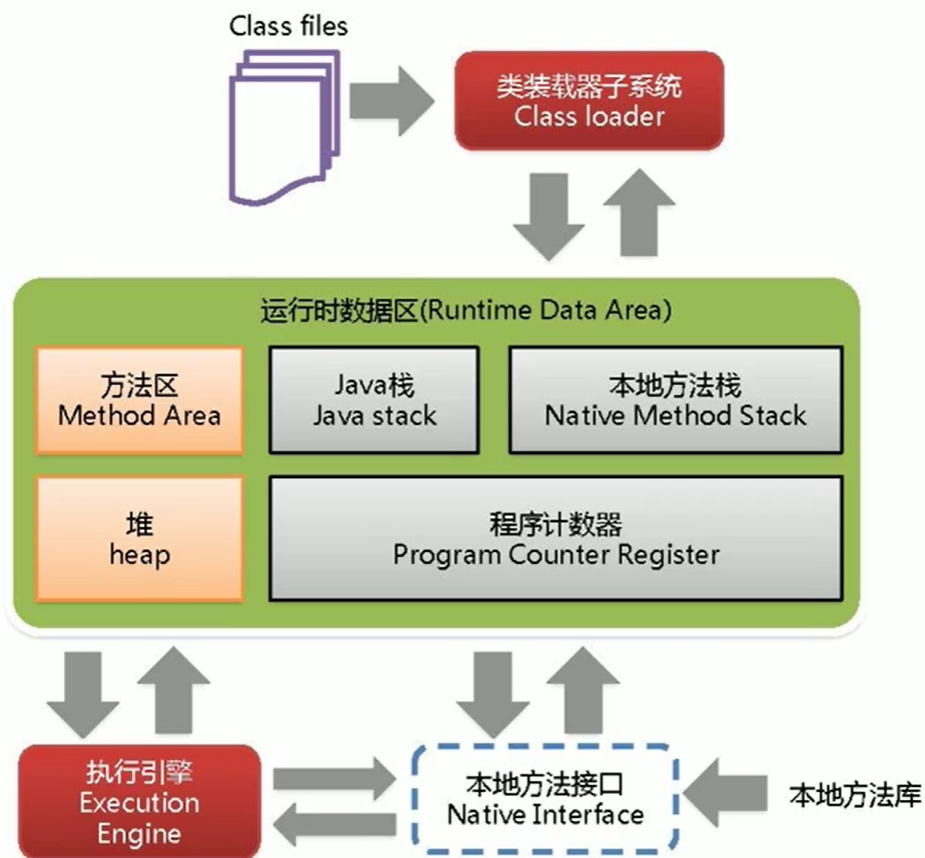 Class files
类装载器子系统
Class loader
运行时数据区(Runtime Data Area)
方法区
Method Area
Java栈
Java stack
本地方法栈
Native Method Stack
堆
heap
程序计数器
Program Counter Register
执行引擎
Execution
Engine
本地方法接口
Native Interface
本地方法库